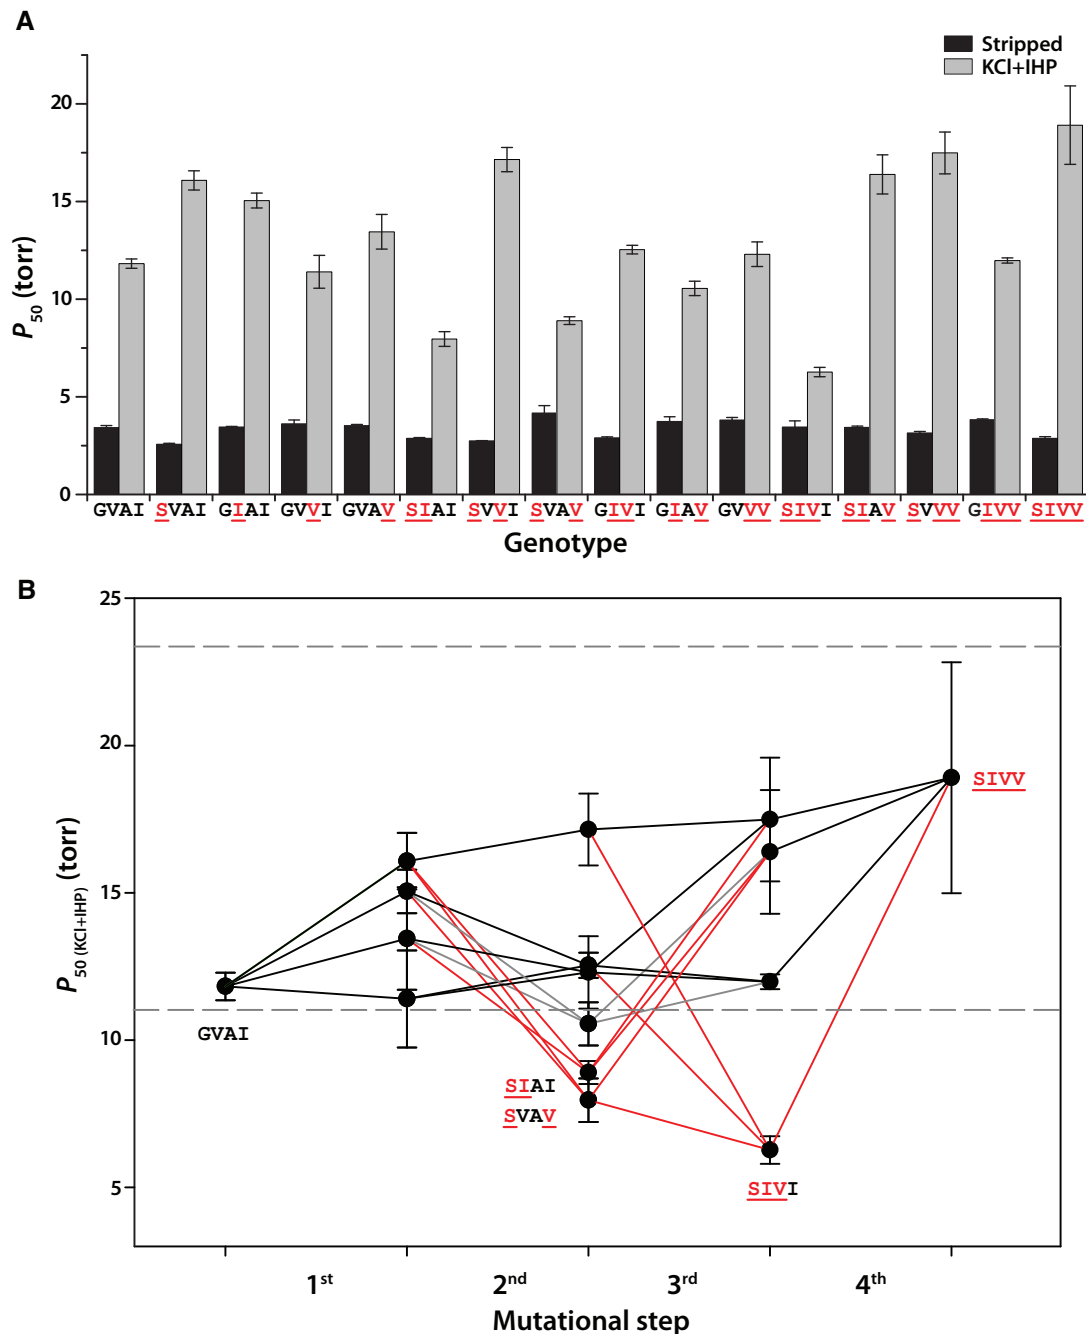 A
Stripped
KCl+IHP
20
15
10
5
0
P50 (torr)
GVAI SVAI GIAI GVVI GVAV SIAI SVVI SVAV GIVI GIAV GVVV SIVI SIAV SVVV GIVV SIVV
Genotype
B
25
20
15
10
5
P50 (KCl+IHP) (torr)
GVAI
SIAI
SVAV
SIVI
SIVV
1st 2nd 3rd 4th
Mutational step